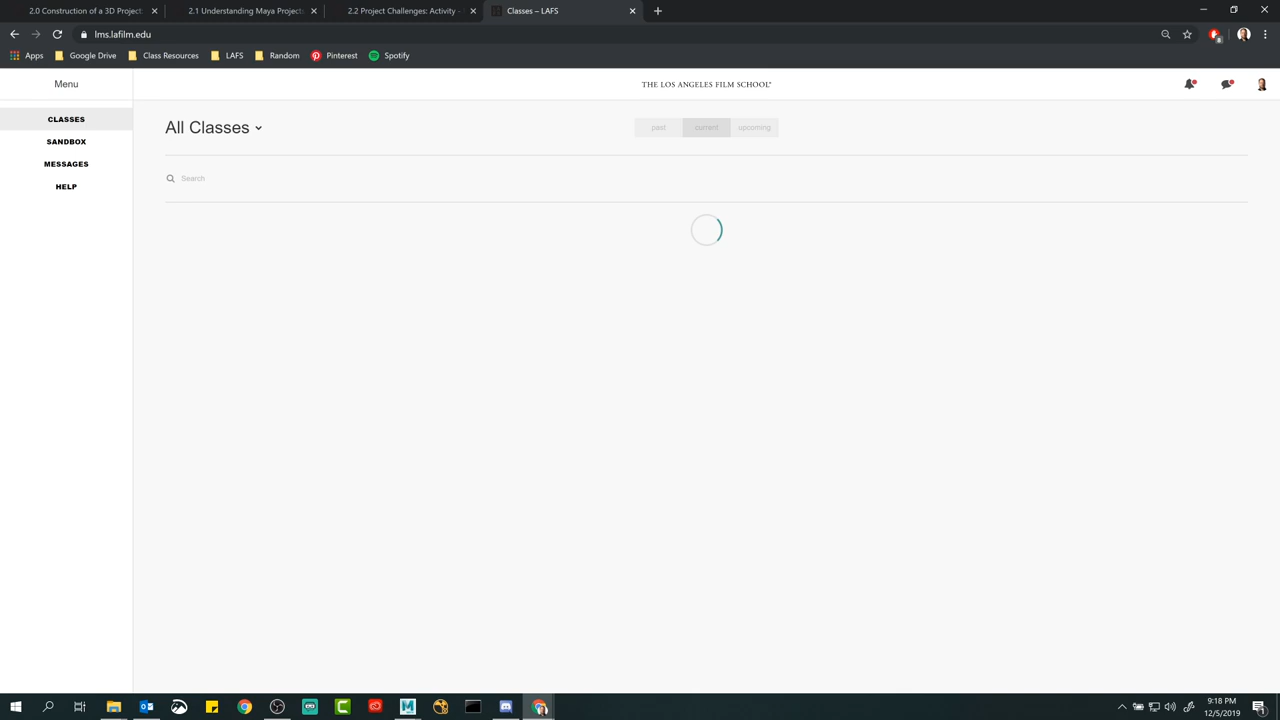 2.0 Construction of a 3D Project:
2.1 Understanding Maya Project:
2.2 Project Challenges: Activity -
Classes – LAFS
lms.lafilm.edu
Apps
Google Drive
Class Resources
LAFS
Random
Pinterest
Spotify
Menu
THE LOS ANGELES FILM SCHOOL
CLASSES
SANDBOX
MESSAGES
HELP
All Classes
past
current
upcoming
Search
9:18 PM
12/5/2019